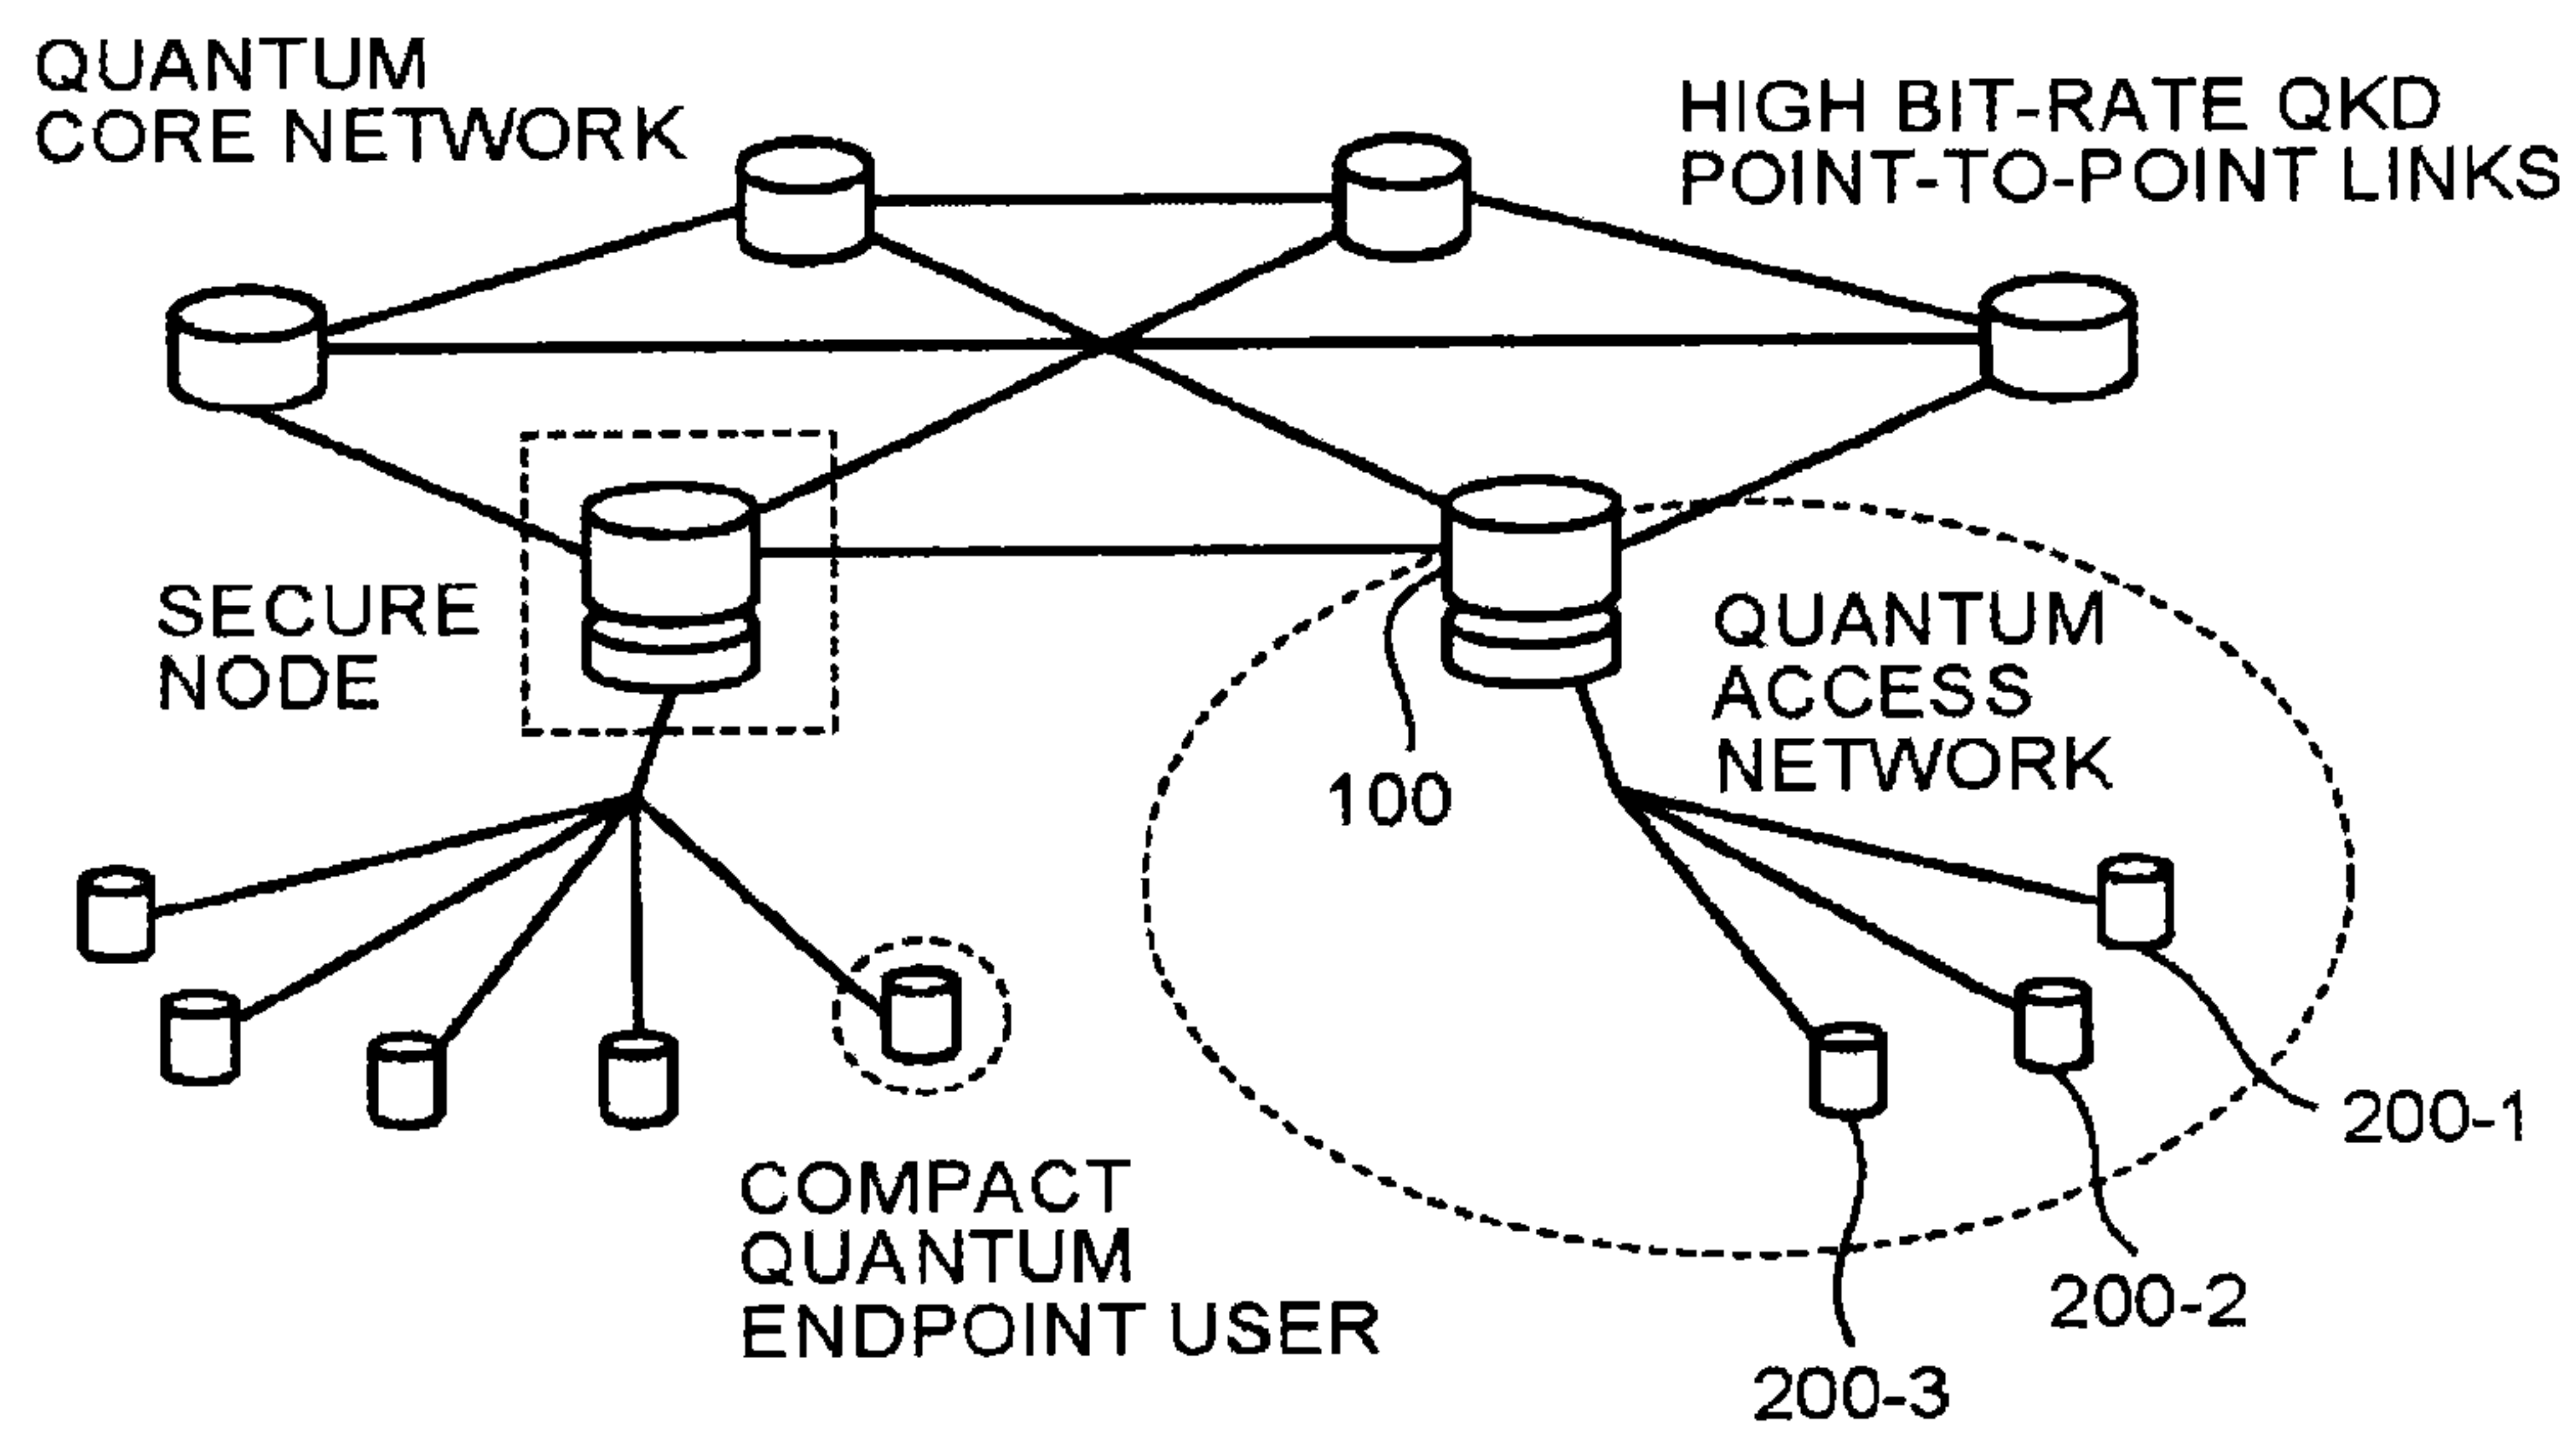 QUANTUM
CORE NETWORK
HIGH BIT-RATE QKD
POINT-TO-POINT LINKS
SECURE
NODE
QUANTUM
ACCESS
NETWORK
100
COMPACT
QUANTUM
ENDPOINT USER
200-1
200-2
200-3